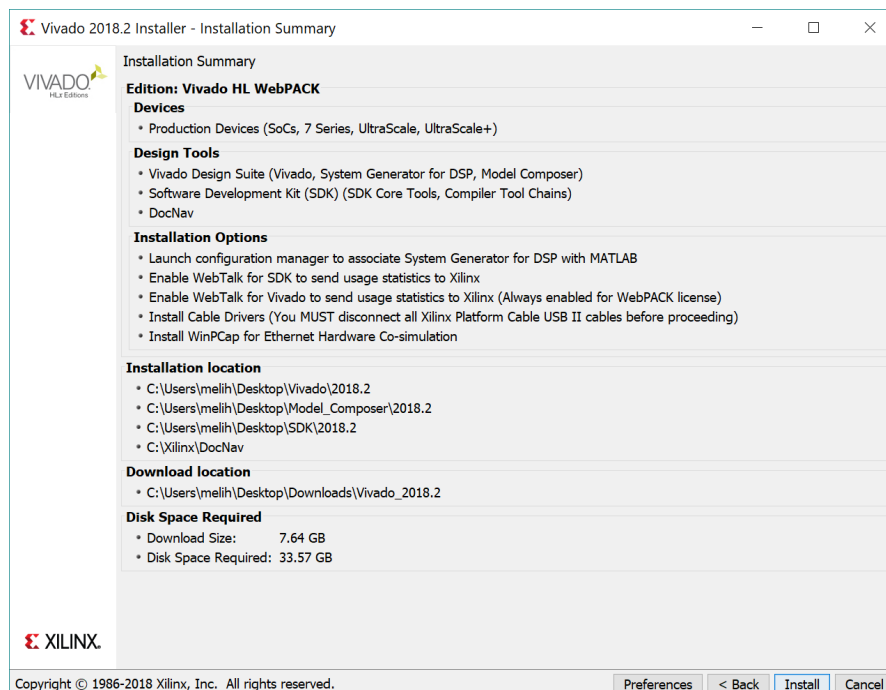 Vivado 2018.2 Installer - Installation Summary
VIVADO
HLx Editions
Installation Summary
Edition: Vivado HL WebPACK
Devices
• Production Devices (SoCs, 7 Series, UltraScale, UltraScale+)
Design Tools
• Vivado Design Suite (Vivado, System Generator for DSP, Model Composer)
• Software Development Kit (SDK) (SDK Core Tools, Compiler Tool Chains)
• DocNav
Installation Options
• Launch configuration manager to associate System Generator for DSP with MATLAB
• Enable WebTalk for SDK to send usage statistics to Xilinx
• Enable WebTalk for Vivado to send usage statistics to Xilinx (Always enabled for WebPACK license)
• Install Cable Drivers (You MUST disconnect all Xilinx Platform Cable USB II cables before proceeding)
• Install WinPCap for Ethernet Hardware Co-simulation
Installation location
• C:\Users\melih\Desktop\Vivado\2018.2
• C:\Users\melih\Desktop\Model_Composer\2018.2
• C:\Users\melih\Desktop\SDK\2018.2
• C:\Xilinx\DocNav
Download location
• C:\Users\melih\Desktop\Downloads\Vivado_2018.2
Disk Space Required
• Download Size: 7.64 GB
• Disk Space Required: 33.57 GB
XILINX.
Copyright © 1986-2018 Xilinx, Inc. All rights reserved.
Preferences < Back Install Cancel